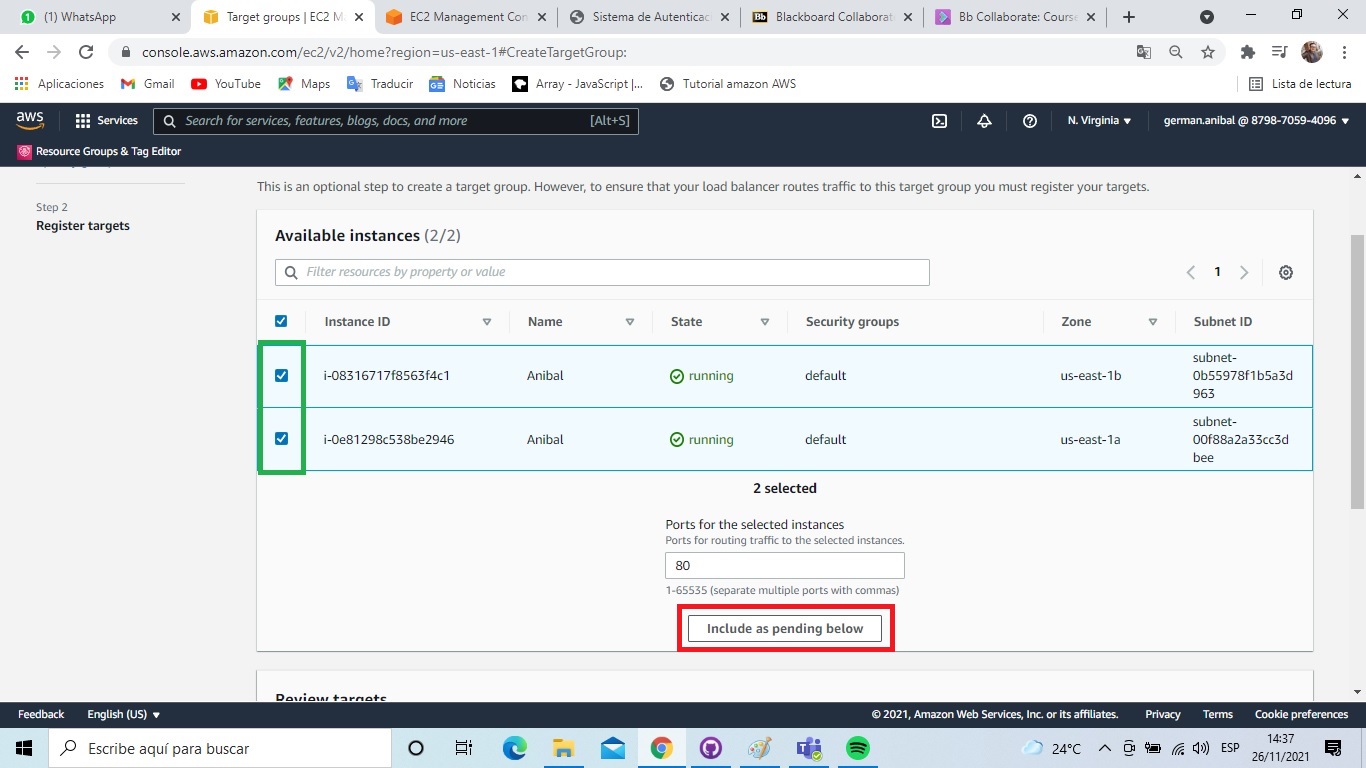 (1) WhatsApp
Target groups | EC2 M
EC2 Management Con
Sistema de Autenticac
Blackboard Collaborat
Bb Collaborate: Course
console.aws.amazon.com/ec2/v2/home?region=us-east-1#CreateTargetGroup:
Aplicaciones
Gmail
YouTube
Maps
Traducir
Noticias
Array - JavaScript |...
Tutorial amazon AWS
Lista de lectura
aws
Services
Search for services, features, blogs, docs, and more
[Alt+S]
N. Virginia
german.anibal @ 8798-7059-4096
Resource Groups & Tag Editor
This is an optional step to create a target group. However, to ensure that your load balancer routes traffic to this target group you must register your targets.
Step 2
Register targets
Available instances (2/2)
Filter resources by property or value
1
Instance ID
Name
State
Security groups
Zone
Subnet ID
i-08316717f8563f4c1
Anibal
running
default
us-east-1b
subnet-
0b55978f1b5a3d
963
i-0e81298c538be2946
Anibal
running
default
us-east-1a
subnet-
00f88a2a33cc3d
bee
2 selected
Ports for the selected instances
Ports for routing traffic to the selected instances.
80
1-65535 (separate multiple ports with commas)
Include as pending below
Review targets
Feedback
English (US)
© 2021, Amazon Web Services, Inc. or its affiliates.
Privacy
Terms
Cookie preferences
Escribe aquí para buscar
24°C
ESP
14:37
26/11/2021